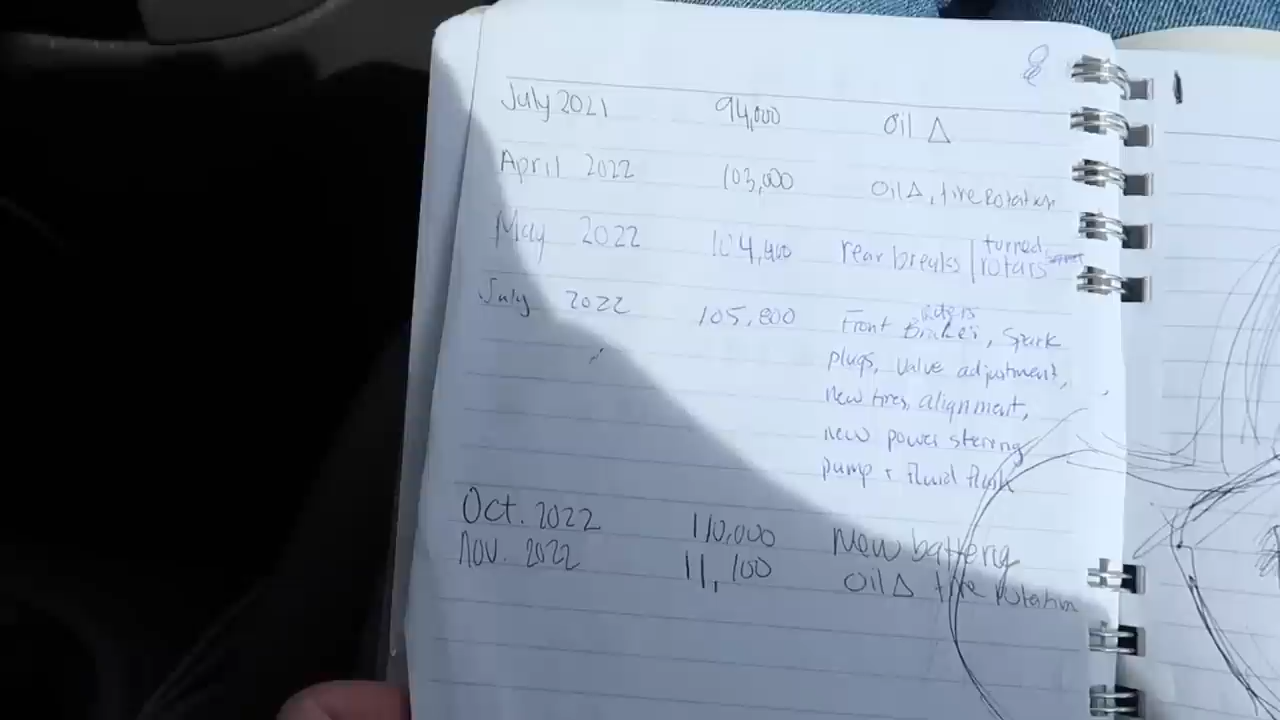 July 2021 94,000 Oil Δ
April 2022 103,000 Oil Δ, tire Rotation
May 2022 104,400 rear breaks | turned rotars
July 2022 105,800 Front Brakes, Spark
plugs, valve adjustment,
new tires, alignment,
new power stering
pump + fluid flush
Oct. 2022 110,000 New battery
Nov. 2022 11,100 Oil Δ tire rotation